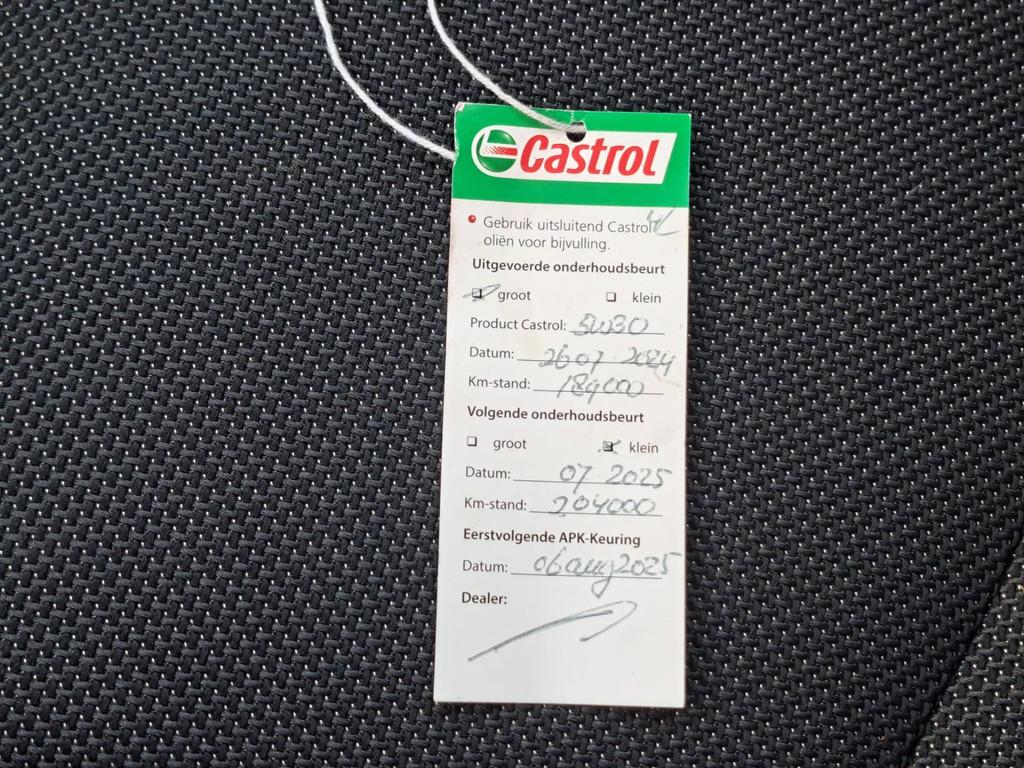 Castrol
Gebruik uitsluitend Castrol 4L
oliën voor bijvulling.
Uitgevoerde onderhoudsbeurt
groot klein
Product Castrol: 5W30
Datum: 26 07 2024
Km-stand: 189000
Volgende onderhoudsbeurt
groot klein
Datum: 07 2025
Km-stand: 204000
Eerstvolgende APK-Keuring
Datum: 06 aug 2025
Dealer: